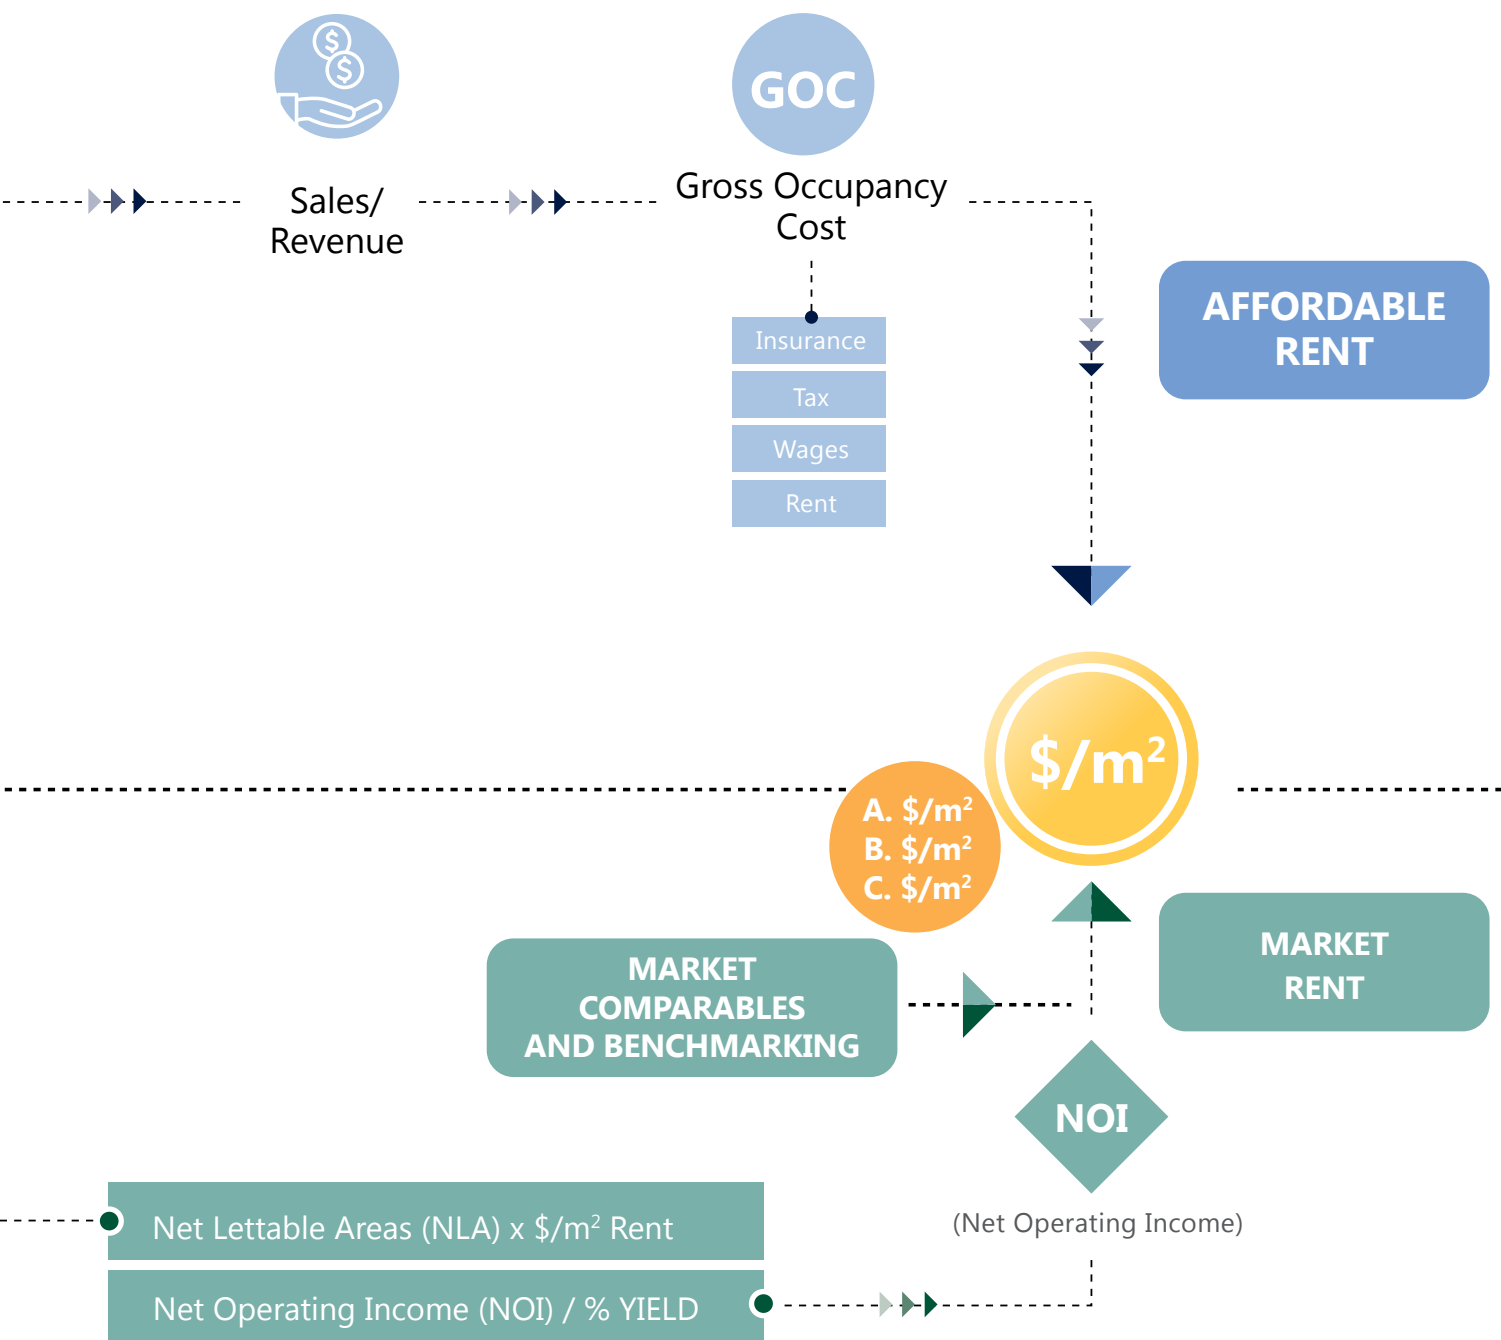 $
$
GOC
Sales/
Revenue
Gross Occupancy
Cost
Insurance
Tax
Wages
Rent
AFFORDABLE
RENT
$/m²
A. $/m²
B. $/m²
C. $/m²
MARKET
COMPARABLES
AND BENCHMARKING
MARKET
RENT
NOI
(Net Operating Income)
Net Lettable Areas (NLA) x $/m² Rent
Net Operating Income (NOI) / % YIELD